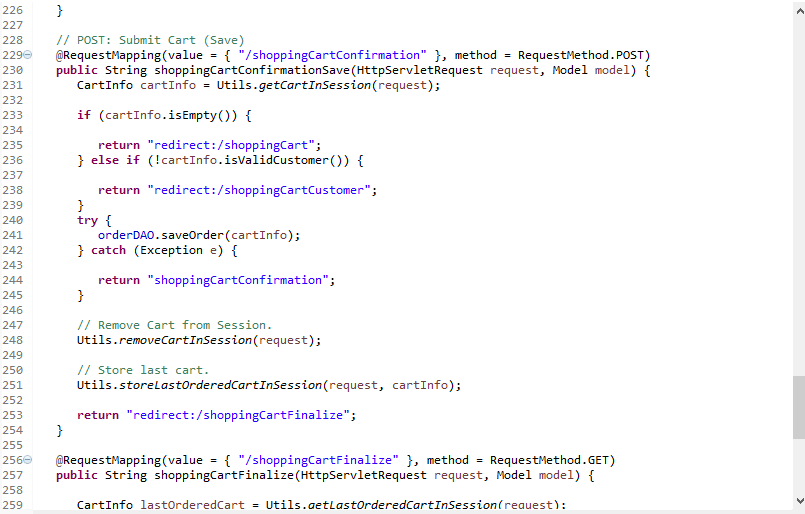 226 }
227
228 // POST: Submit Cart (Save)
229 @RequestMapping(value = { "/shoppingCartConfirmation" }, method = RequestMethod.POST)
230 public String shoppingCartConfirmationSave(HttpServletRequest request, Model model) {
231 CartInfo cartInfo = Utils.getCartInSession(request);
232
233 if (cartInfo.isEmpty()) {
234
235 return "redirect:/shoppingCart";
236 } else if (!cartInfo.isValidCustomer()) {
237
238 return "redirect:/shoppingCartCustomer";
239 }
240 try {
241 orderDAO.saveOrder(cartInfo);
242 } catch (Exception e) {
243
244 return "shoppingCartConfirmation";
245 }
246
247 // Remove Cart from Session.
248 Utils.removeCartInSession(request);
249
250 // Store last cart.
251 Utils.storeLastOrderedCartInSession(request, cartInfo);
252
253 return "redirect:/shoppingCartFinalize";
254 }
255
256 @RequestMapping(value = { "/shoppingCartFinalize" }, method = RequestMethod.GET)
257 public String shoppingCartFinalize(HttpServletRequest request, Model model) {
258
259 CartInfo lastOrderedCart = Utils.getLastOrderedCartInSession(request);